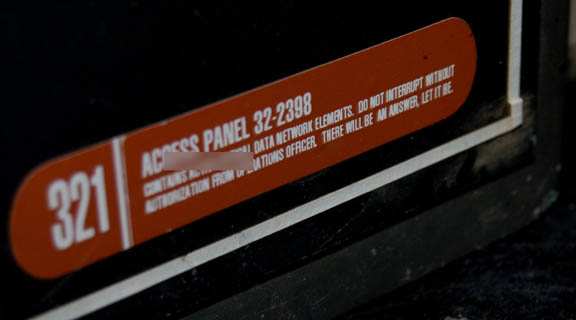 321
ACCESS PANEL 32-2398
CONTAINS DATA NETWORK ELEMENTS. DO NOT INTERRUPT WITHOUT
AUTHORIZATION FROM OPERATIONS OFFICER. THERE WILL BE AN ANSWER, LET IT BE.